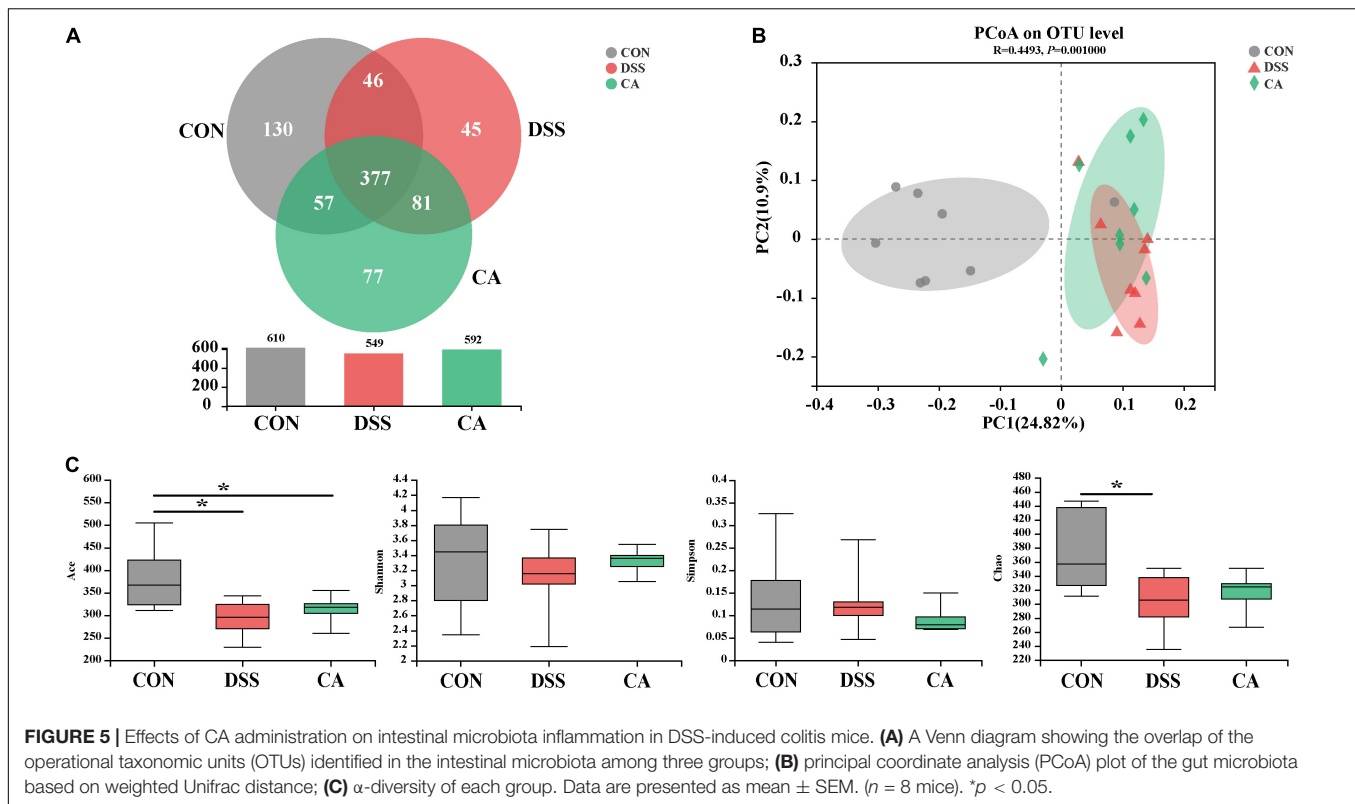 A
CON
DSS
CA
46
CON
130
45
DSS
377
57
81
77
CA
600
400
200
0
610
549
592
CON
DSS
CA
B
PCoA on OTU level
R=0.4493, P=0.001000
CON
DSS
CA
PC2(10.9%)
0.3
0.2
0.1
0
-0.1
-0.2
-0.4
-0.3
-0.2
-0.1
0
0.1
0.2
PC1(24.82%)
C
Ace
600
550
500
450
400
350
300
250
200
*
*
CON
DSS
CA
Shannon
4.4
4.2
4
3.8
3.6
3.4
3.2
3
2.8
2.6
2.4
2.2
2
CON
DSS
CA
Simpson
0.4
0.35
0.3
0.25
0.2
0.15
0.1
0.05
0
CON
DSS
CA
Chao
480
460
440
420
400
380
360
340
320
300
280
260
240
220
*
CON
DSS
CA
FIGURE 5 | Effects of CA administration on intestinal microbiota inflammation in DSS-induced colitis mice. (A) A Venn diagram showing the overlap of the
operational taxonomic units (OTUs) identified in the intestinal microbiota among three groups; (B) principal coordinate analysis (PCoA) plot of the gut microbiota
based on weighted Unifrac distance; (C) α-diversity of each group. Data are presented as mean ± SEM. (n = 8 mice). *p < 0.05.